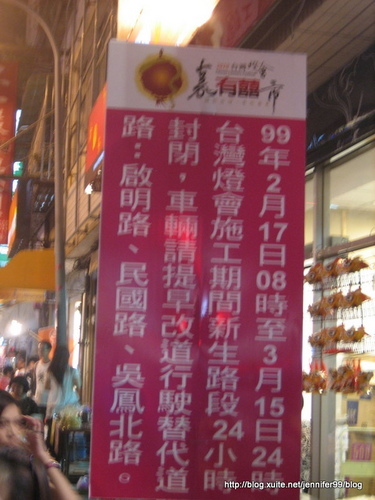 嘉有囍市
99年2月17日08時至3月15日24時
台灣燈會施工期間新生路段24小時
封閉，車輛請提早改道行駛替代道
路：啟明路、民國路、吳鳳北路。
http://blog.xuite.net/jennifer99/blog